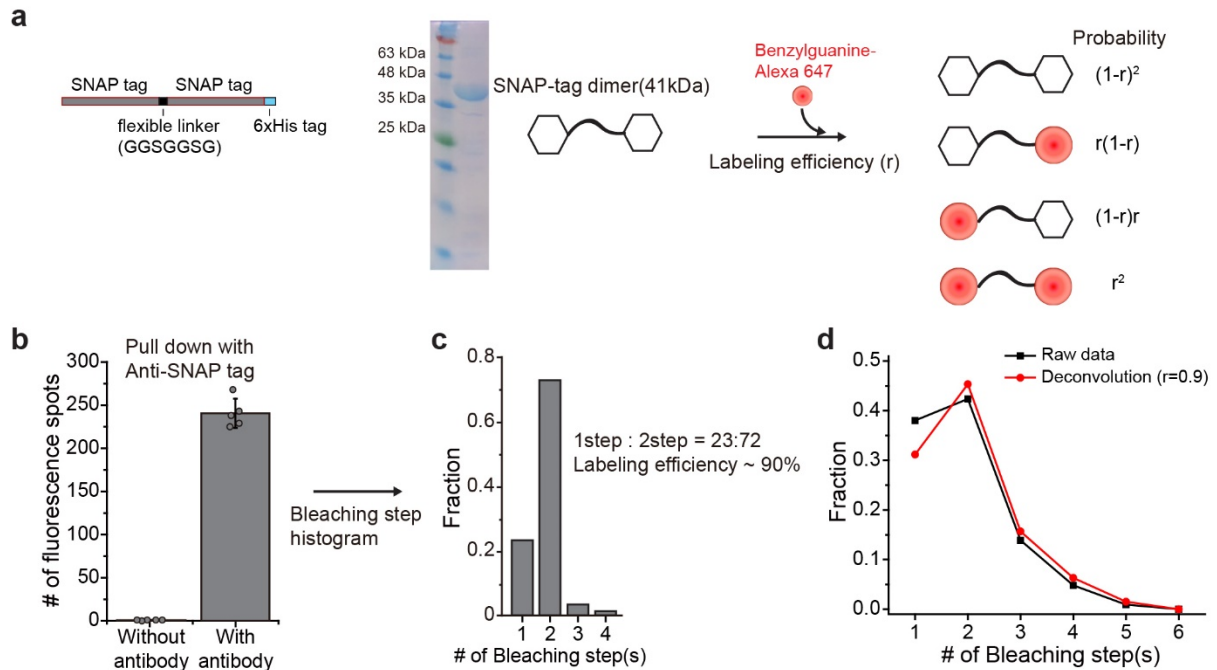 a
SNAP tag SNAP tag
flexible linker
(GGSGGSG)
6xHis tag
63 kDa
48 kDa
35 kDa
25 kDa
SNAP-tag dimer(41kDa)
Benzylguanine-
Alexa 647
Labeling efficiency (r)
Probability
(1-r)²
r(1-r)
(1-r)r
r²
b
Pull down with
Anti-SNAP tag
# of fluorescence spots
300
250
200
150
100
50
0
Without
antibody
With
antibody
Bleaching step
histogram
c
Fraction
0.8
0.6
0.4
0.2
0
1step : 2step = 23:72
Labeling efficiency ~ 90%
1 2 3 4
# of Bleaching step(s)
d
Raw data
Deconvolution (r=0.9)
Fraction
0.5
0.4
0.3
0.2
0.1
0.0
1 2 3 4 5 6
# of Bleaching step(s)